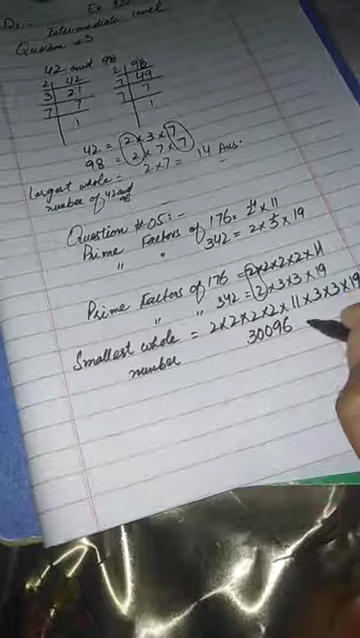 Intermediate Level
Question # 3
42 and 98
2 | 42    2 | 98
3 | 21    7 | 49
7 | 7    7 | 7
1    1
42 = 2 × 3 × 7
98 = 2 × 7 × 7
Largest whole = 2 × 7 = 14 Ans.
number of 42 and 98
Question # 05:-
Prime Factors of 176 = 2⁴ × 11
" " 342 = 2 × 3² × 19
Prime Factors of 176 = 2×2×2×2×11
" " 342 = 2×3×3×19
Smallest whole = 2×2×2×2×11×3×3×19
number 30096